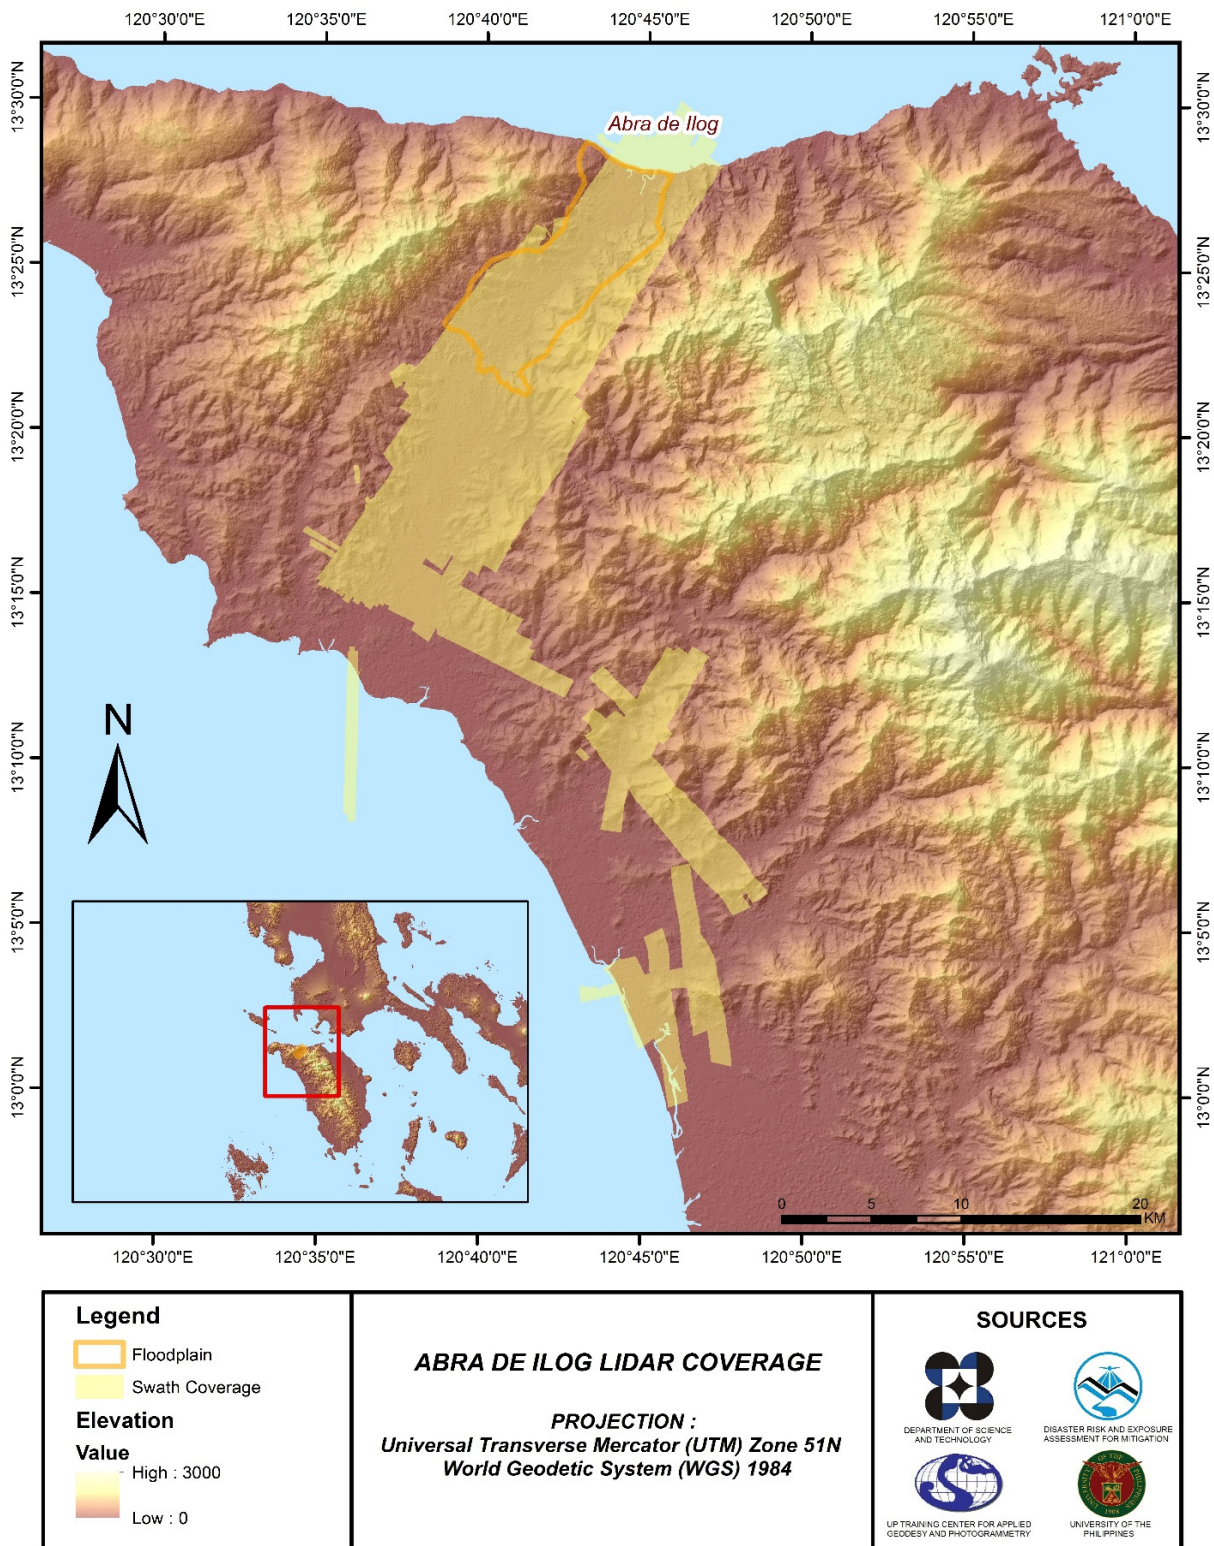 120°30'0"E 120°35'0"E 120°40'0"E 120°45'0"E 120°50'0"E 120°55'0"E 121°0'0"E
13°30'0"N
13°25'0"N
13°20'0"N
13°15'0"N
13°10'0"N
13°5'0"N
13°0'0"N
Abra de Ilog
N
0 5 10 20
KM
13°30'0"N
13°25'0"N
13°20'0"N
13°15'0"N
13°10'0"N
13°5'0"N
13°0'0"N
120°30'0"E 120°35'0"E 120°40'0"E 120°45'0"E 120°50'0"E 120°55'0"E 121°0'0"E
Legend
Floodplain
Swath Coverage
Elevation
Value
High : 3000
Low : 0
ABRA DE ILOG LIDAR COVERAGE
PROJECTION :
Universal Transverse Mercator (UTM) Zone 51N
World Geodetic System (WGS) 1984
SOURCES
DEPARTMENT OF SCIENCE
AND TECHNOLOGY
DISASTER RISK AND EXPOSURE
ASSESSMENT FOR MITIGATION
UP TRAINING CENTER FOR APPLIED
GEODESY AND PHOTOGRAMMETRY
UNIVERSITY OF THE PHILIPPINES
1908
UNIVERSITY OF THE
PHILIPPINES